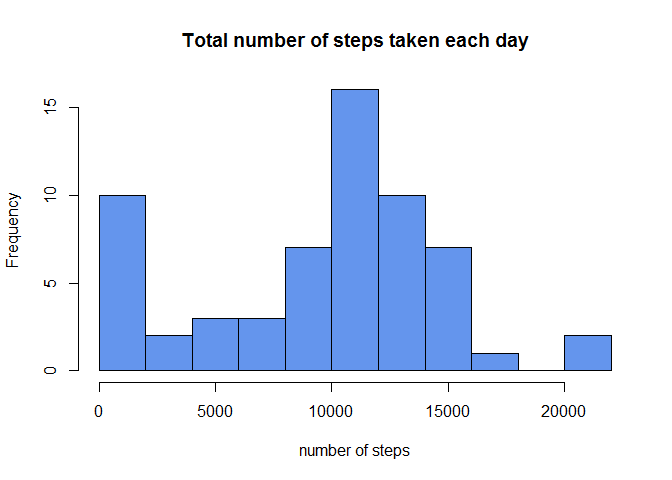 Total number of steps taken each day
Frequency
15
10
5
0
0 5000 10000 15000 20000
number of steps